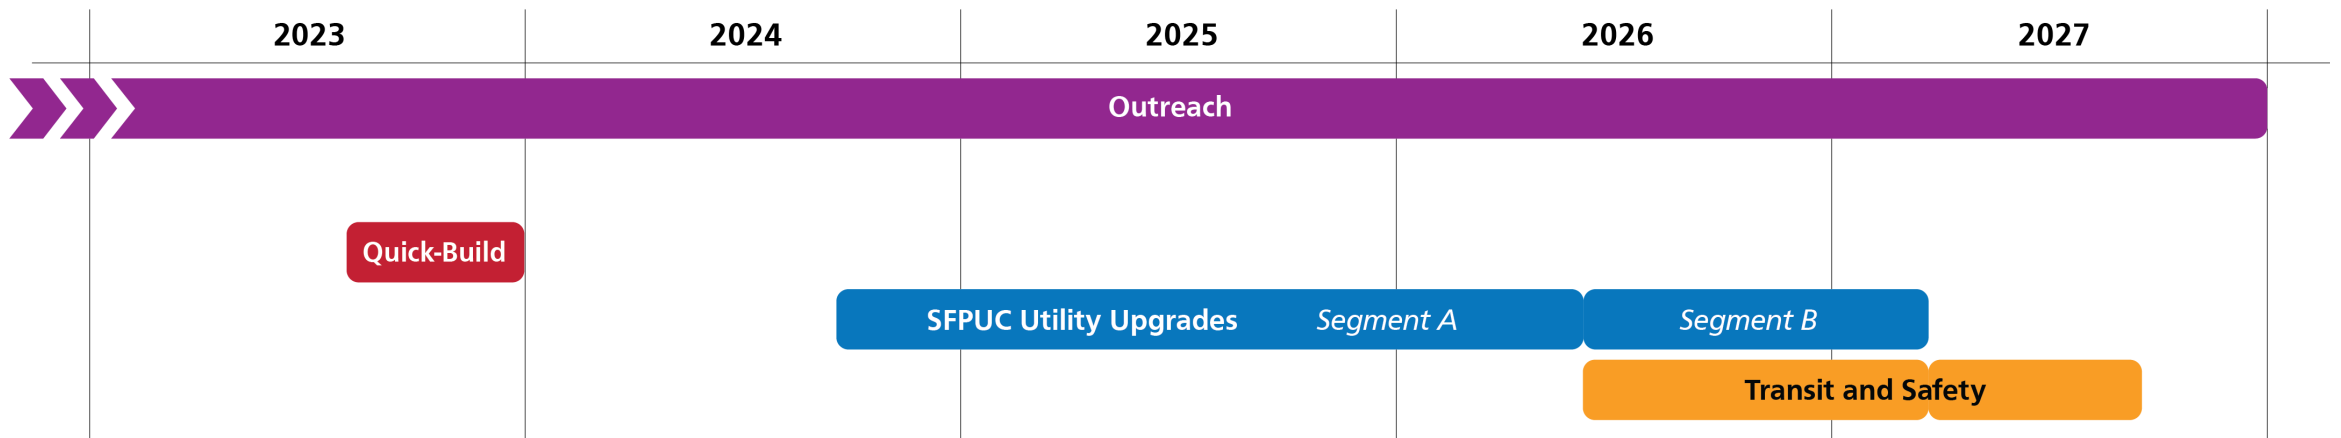 2023 2024 2025 2026 2027
Outreach
Quick-Build
SFPUC Utility Upgrades Segment A Segment B
Transit and Safety